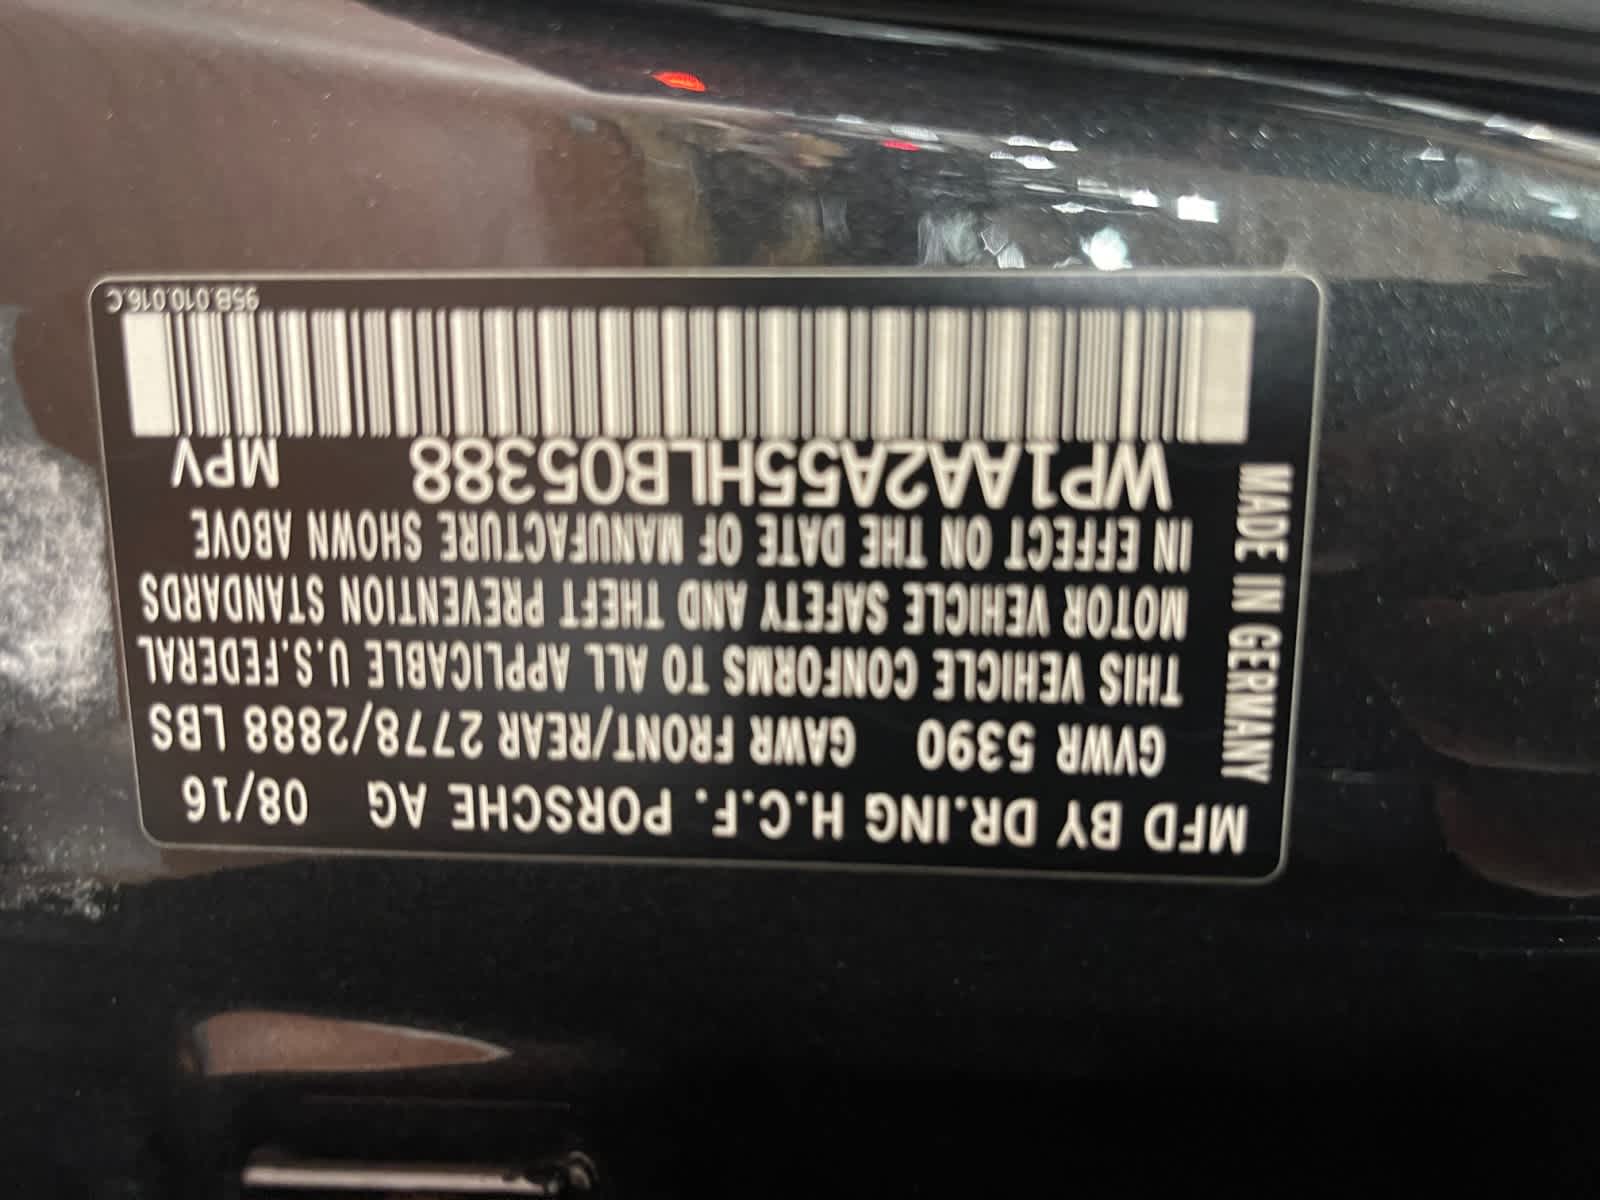 MFD BY DR.ING H.C.F. PORSCHE AG 08/16
GVWR 5390 GAWR FRONT/REAR 2778/2888 LBS
THIS VEHICLE CONFORMS TO ALL APPLICABLE U.S.FEDERAL
MOTOR VEHICLE SAFETY AND THEFT PREVENTION STANDARDS
IN EFFECT ON THE DATE OF MANUFACTURE SHOWN ABOVE
WP1AA2A55HLB05388 MPV
MADE IN GERMANY
95B.010.016.C